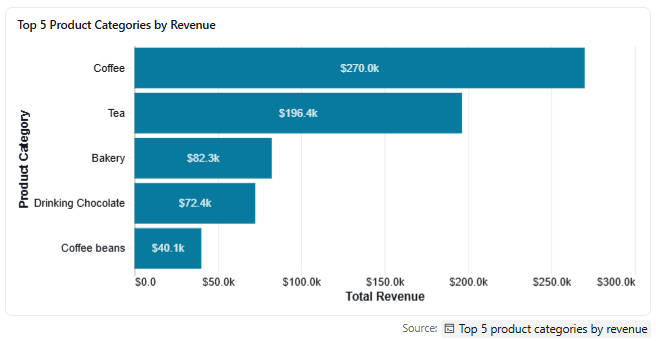 Top 5 Product Categories by Revenue
Product Category
Coffee $270.0k
Tea $196.4k
Bakery $82.3k
Drinking Chocolate $72.4k
Coffee beans $40.1k
$0.0 $50.0k $100.0k $150.0k $200.0k $250.0k $300.0k
Total Revenue
Source: Top 5 product categories by revenue